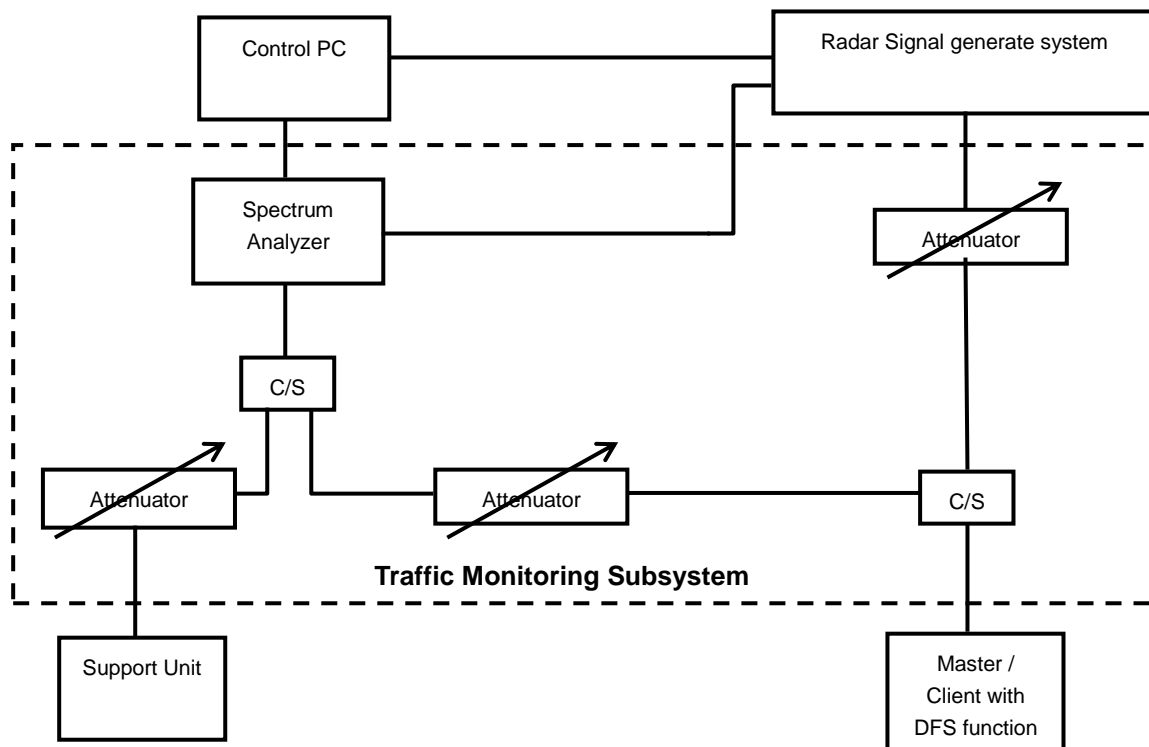 Control PC
Radar Signal generate system
Spectrum
Analyzer
Attenuator
C/S
Attenuator
Attenuator
C/S
Traffic Monitoring Subsystem
Support Unit
Master /
Client with
DFS function